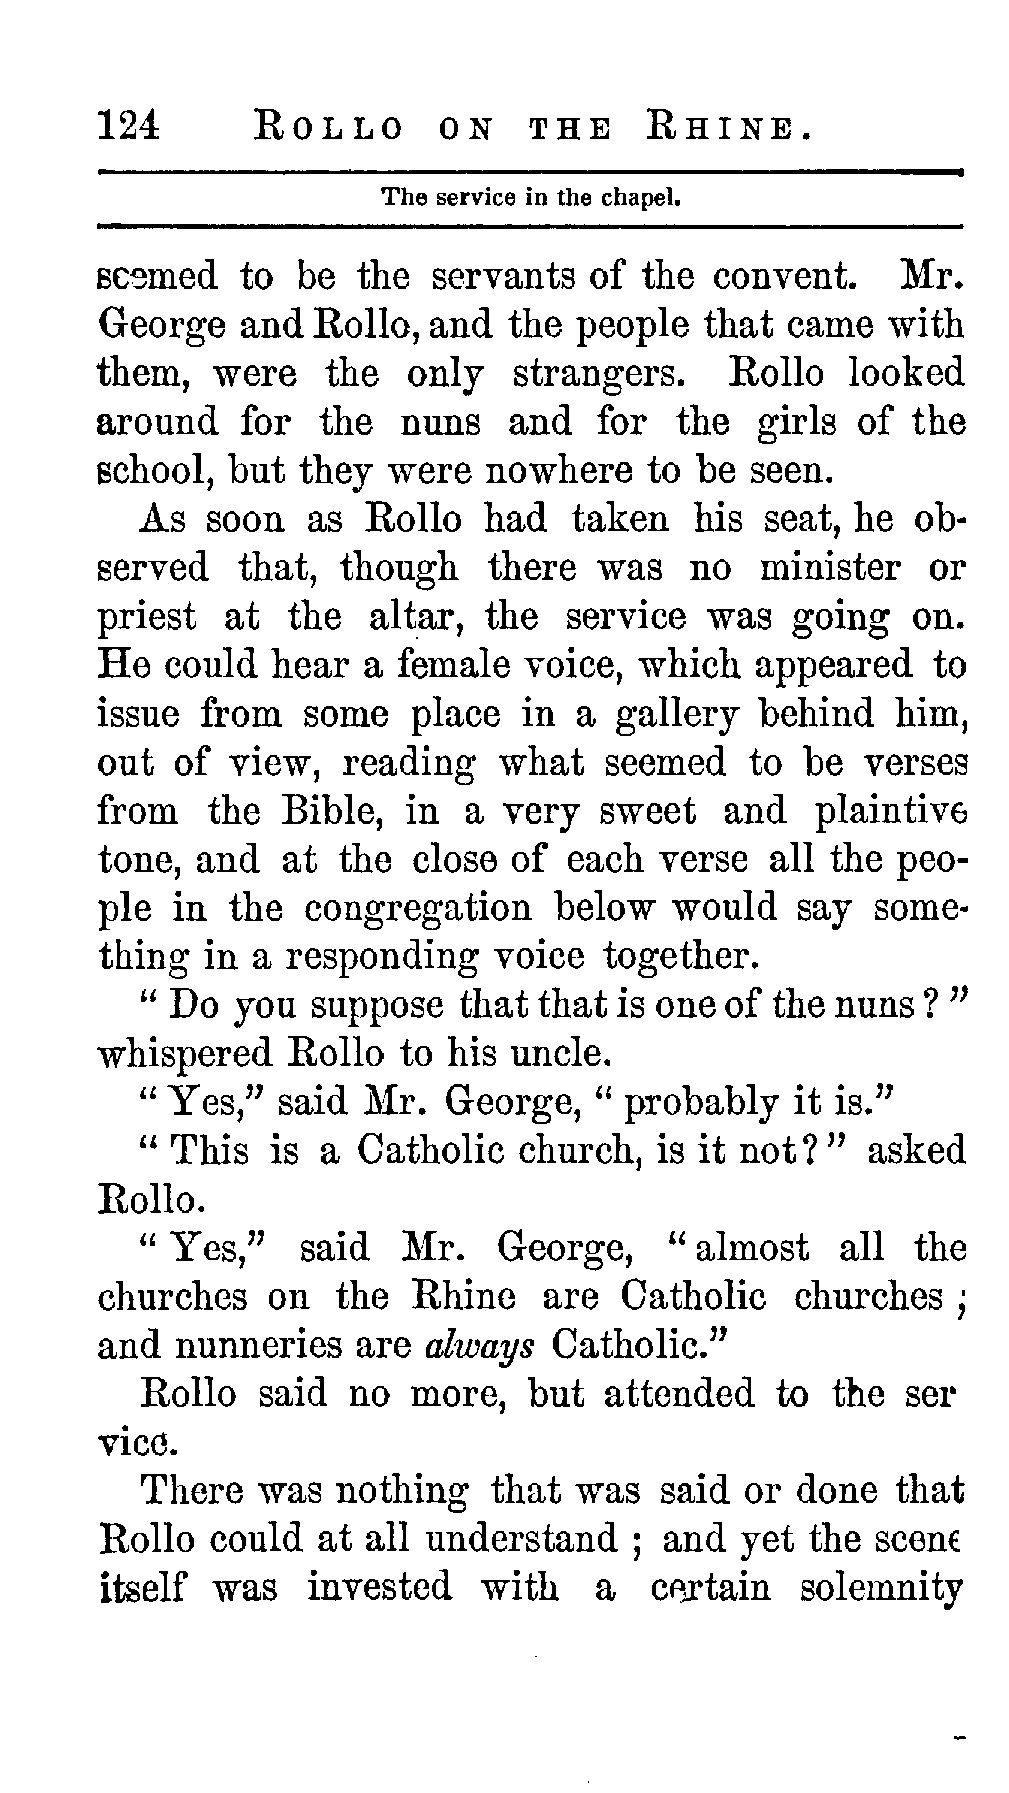 124 ROLLO ON THE RHINE.
The service in the chapel.
seemed to be the servants of the convent. Mr.
George and Rollo, and the people that came with
them, were the only strangers. Rollo looked
around for the nuns and for the girls of the
school, but they were nowhere to be seen.
As soon as Rollo had taken his seat, he ob-
served that, though there was no minister or
priest at the altar, the service was going on.
He could hear a female voice, which appeared to
issue from some place in a gallery behind him,
out of view, reading what seemed to be verses
from the Bible, in a very sweet and plaintive
tone, and at the close of each verse all the peo-
ple in the congregation below would say some-
thing in a responding voice together.
" Do you suppose that that is one of the nuns ? "
whispered Rollo to his uncle.
" Yes," said Mr. George, " probably it is."
" This is a Catholic church, is it not ? " asked
Rollo.
" Yes," said Mr. George, " almost all the
churches on the Rhine are Catholic churches ;
and nunneries are always Catholic."
Rollo said no more, but attended to the ser
vice.
There was nothing that was said or done that
Rollo could at all understand ; and yet the scene
itself was invested with a certain solemnity